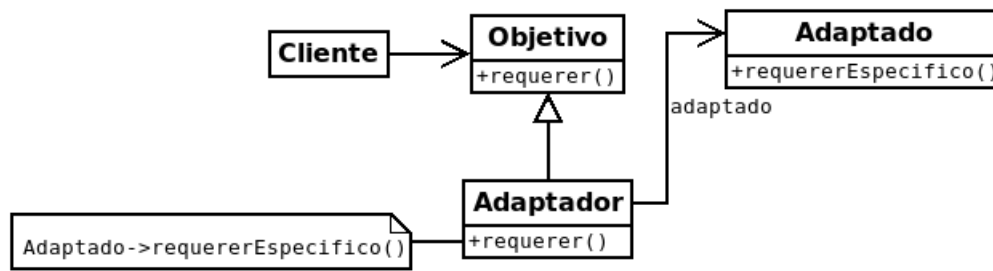 Cliente
Objetivo
+requerer()
Adaptado
+requererEspecifico()
adaptado
Adaptador
+requerer()
Adaptado->requererEspecifico()